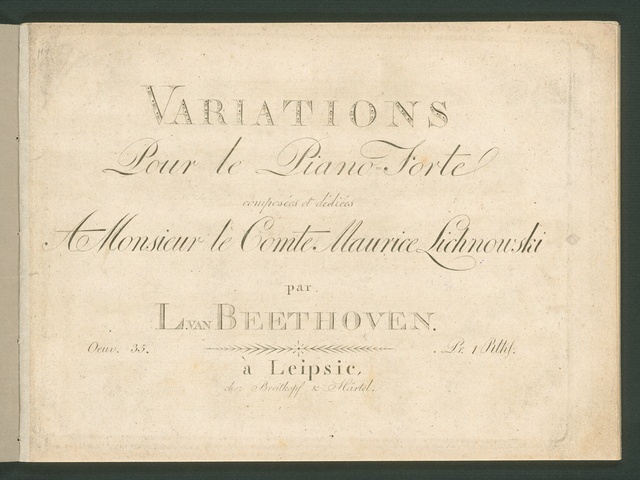 VARIATIONS
Pour le Piano-Forte
composées et dédiées
A Monsieur le Comte Maurice Lichnowski
par
L. VAN BEETHOVEN.
Oeuv. 35. Pr. 1 Rthlr.
à Leipsic,
chez Breitkopf & Härtel.